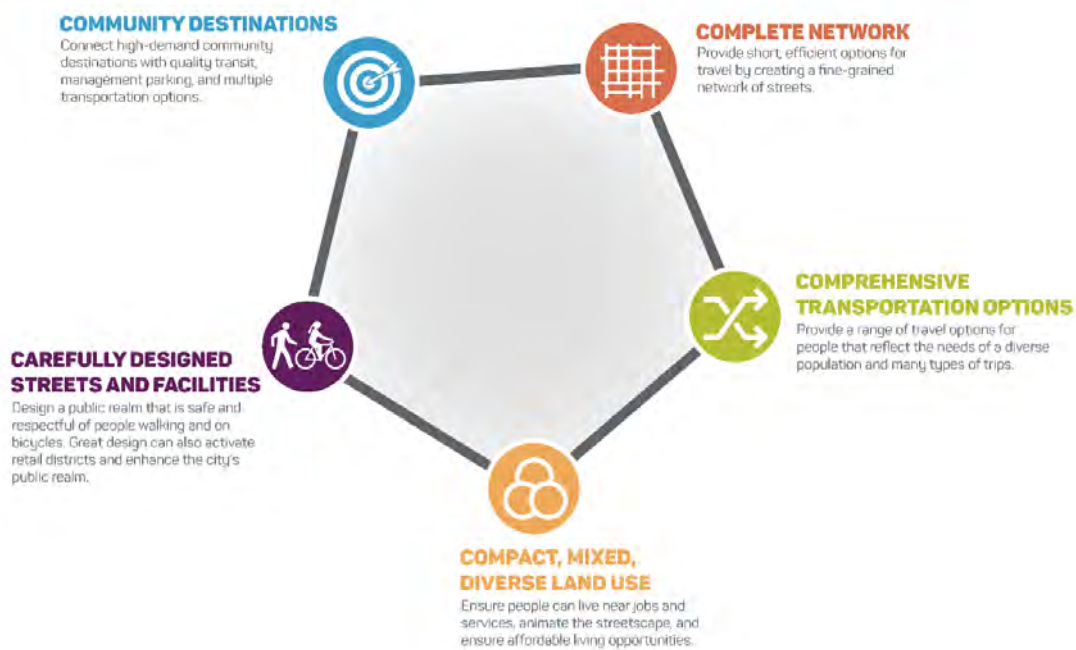 COMMUNITY DESTINATIONS
Connect high-demand community
destinations with quality transit,
management parking, and multiple
transportation options.
COMPLETE NETWORK
Provide short, efficient options for
travel by creating a fine-grained
network of streets.
COMPREHENSIVE
TRANSPORTATION OPTIONS
Provide a range of travel options for
people that reflect the needs of a diverse
population and many types of trips.
CAREFULLY DESIGNED
STREETS AND FACILITIES
Design a public realm that is safe and
respectful of people walking and on
bicycles. Great design can also activate
retail districts and enhance the city's
public realm.
COMPACT, MIXED,
DIVERSE LAND USE
Ensure people can live near jobs and
services, animate the streetscape, and
ensure affordable living opportunities.